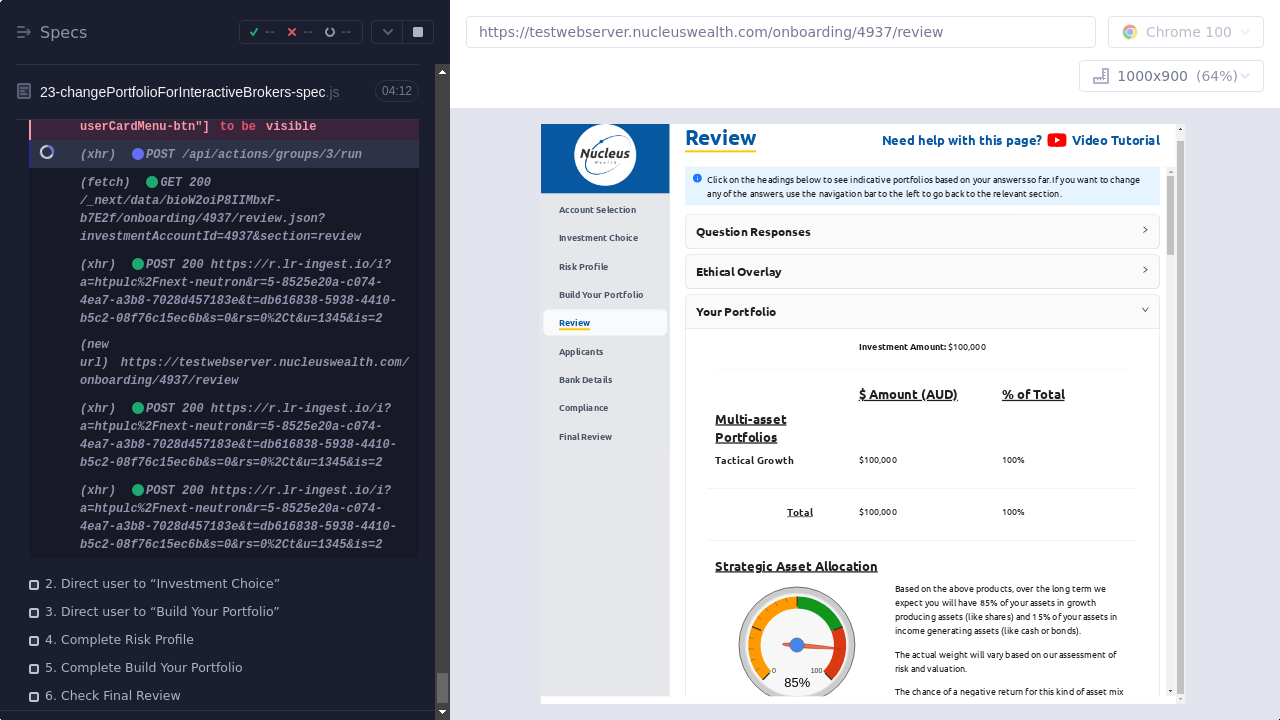 Specs
--
--
--
https://testwebserver.nucleuswealth.com/onboarding/4937/review
Chrome 100
1000x900 (64%)
23-changePortfolioForInteractiveBrokers-spec.js
04:12
userCardMenu-btn"] to be visible
(xhr) POST /api/actions/groups/3/run
(fetch) GET 200
/_next/data/bioW2oiP8IIMbxF-
b7E2f/onboarding/4937/review.json?
investmentAccountId=4937&section=review
(xhr) POST 200 https://r.lr-ingest.io/i?
a=htpulc%2Fnext-neutron&r=5-8525e20a-c074-
4ea7-a3b8-7028d457183e&t=db616838-5938-4410-
b5c2-08f76c15ec6b&s=0&rs=0%2Ct&u=1345&is=2
(new
url) https://testwebserver.nucleuswealth.com/
onboarding/4937/review
(xhr) POST 200 https://r.lr-ingest.io/i?
a=htpulc%2Fnext-neutron&r=5-8525e20a-c074-
4ea7-a3b8-7028d457183e&t=db616838-5938-4410-
b5c2-08f76c15ec6b&s=0&rs=0%2Ct&u=1345&is=2
(xhr) POST 200 https://r.lr-ingest.io/i?
a=htpulc%2Fnext-neutron&r=5-8525e20a-c074-
4ea7-a3b8-7028d457183e&t=db616838-5938-4410-
b5c2-08f76c15ec6b&s=0&rs=0%2Ct&u=1345&is=2
2. Direct user to “Investment Choice”
3. Direct user to “Build Your Portfolio”
4. Complete Risk Profile
5. Complete Build Your Portfolio
6. Check Final Review
Nucleus
Wealth
Account Selection
Investment Choice
Risk Profile
Build Your Portfolio
Review
Applicants
Bank Details
Compliance
Final Review
Review
Need help with this page? Video Tutorial
Click on the headings below to see indicative portfolios based on your answers so far. If you want to change
any of the answers, use the navigation bar to the left to go back to the relevant section.
Question Responses
Ethical Overlay
Your Portfolio
Investment Amount: $100,000
$ Amount (AUD) % of Total
Multi-asset
Portfolios
Tactical Growth $100,000 100%
Total $100,000 100%
Strategic Asset Allocation
0
100
85%
Based on the above products, over the long term we
expect you will have 85% of your assets in growth
producing assets (like shares) and 15% of your assets in
income generating assets (like cash or bonds).
The actual weight will vary based on our assessment of
risk and valuation.
The chance of a negative return for this kind of asset mix